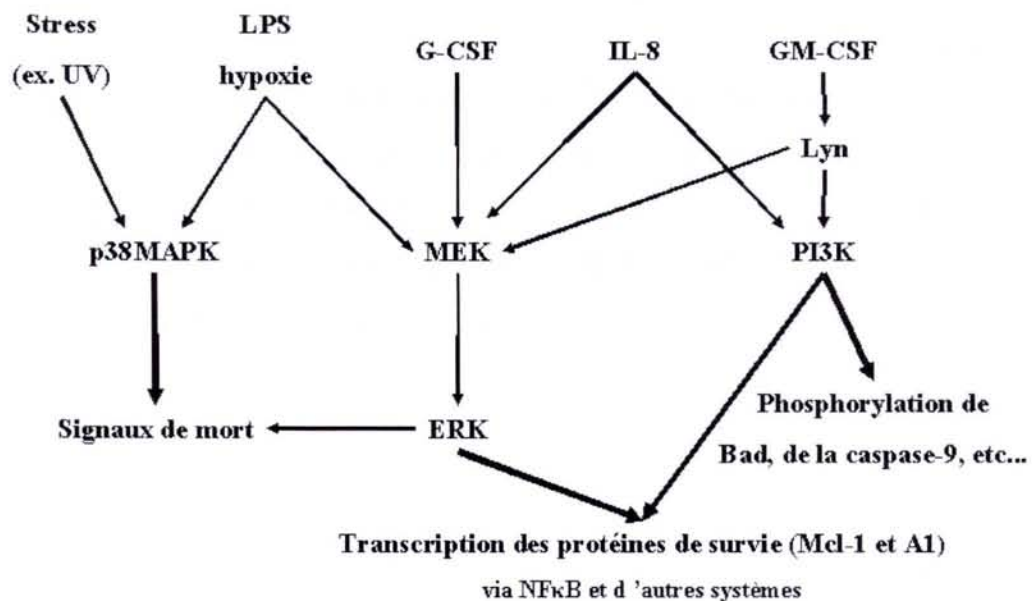 Stress
(ex. UV)
LPS
hypoxie
G-CSF
IL-8
GM-CSF
Lyn
p38MAPK
MEK
PI3K
Signaux de mort
ERK
Phosphorylation de
Bad, de la caspase-9, etc...
Transcription des protéines de survie (Mcl-1 et A1)
via NFκB et d 'autres systèmes